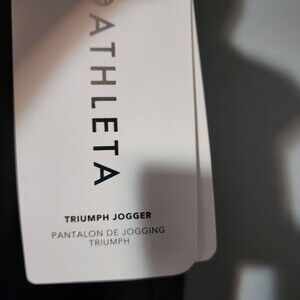 ATHLETA
TRIUMPH JOGGER
PANTALON DE JOGGING
TRIUMPH